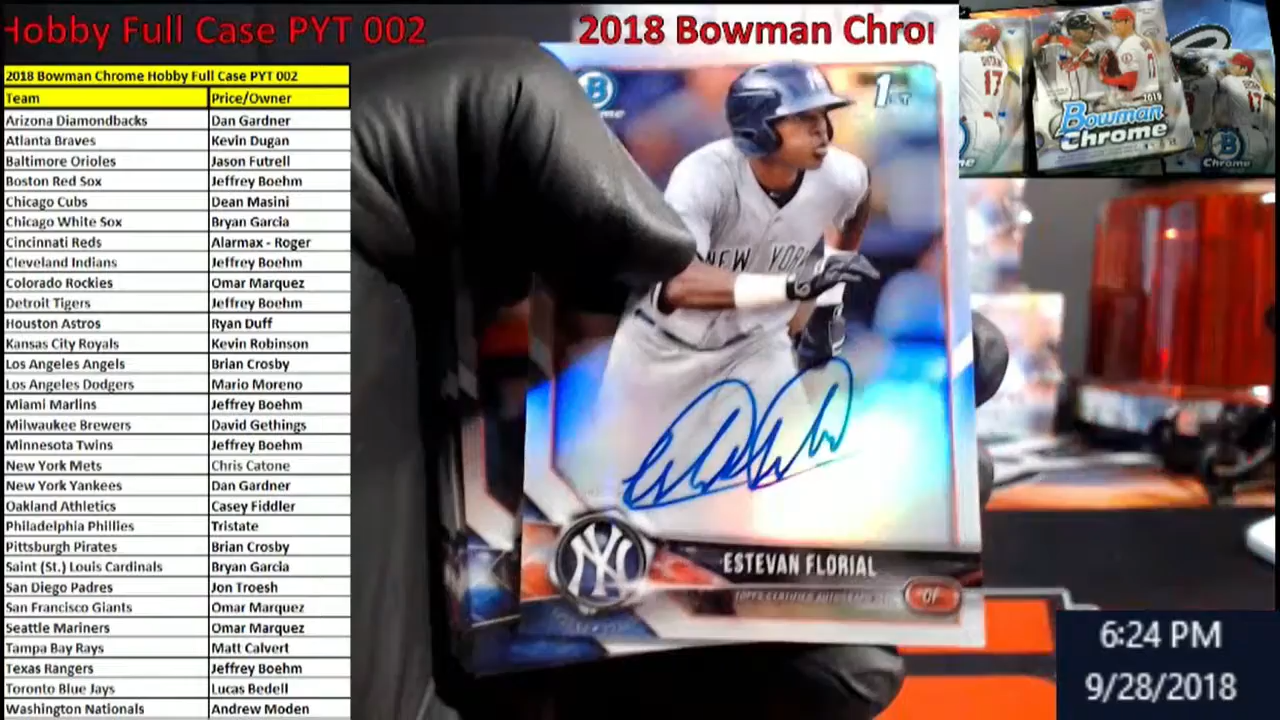 Hobby Full Case PYT 002
2018 Bowman Chro
2018 Bowman Chrome Hobby Full Case PYT 002
Team Price/Owner
Arizona Diamondbacks Dan Gardner
Atlanta Braves Kevin Dugan
Baltimore Orioles Jason Futrell
Boston Red Sox Jeffrey Boehm
Chicago Cubs Dean Masini
Chicago White Sox Bryan Garcia
Cincinnati Reds Alarmax - Roger
Cleveland Indians Jeffrey Boehm
Colorado Rockies Omar Marquez
Detroit Tigers Jeffrey Boehm
Houston Astros Ryan Duff
Kansas City Royals Kevin Robinson
Los Angeles Angels Brian Crosby
Los Angeles Dodgers Mario Moreno
Miami Marlins Jeffrey Boehm
Milwaukee Brewers David Gethings
Minnesota Twins Jeffrey Boehm
New York Mets Chris Catone
New York Yankees Dan Gardner
Oakland Athletics Casey Fiddler
Philadelphia Phillies Tristate
Pittsburgh Pirates Brian Crosby
Saint (St.) Louis Cardinals Bryan Garcia
San Diego Padres Jon Troesh
San Francisco Giants Omar Marquez
Seattle Mariners Omar Marquez
Tampa Bay Rays Matt Calvert
Texas Rangers Jeffrey Boehm
Toronto Blue Jays Lucas Bedell
Washington Nationals Andrew Moden
B
1ST
NEW YORK
NY
ESTEVAN FLORIAL
TOPPS CERTIFIED AUTOGRAPH
OF
17
Bowman
Chrome
17
B
Chrome
6:24 PM
9/28/2018